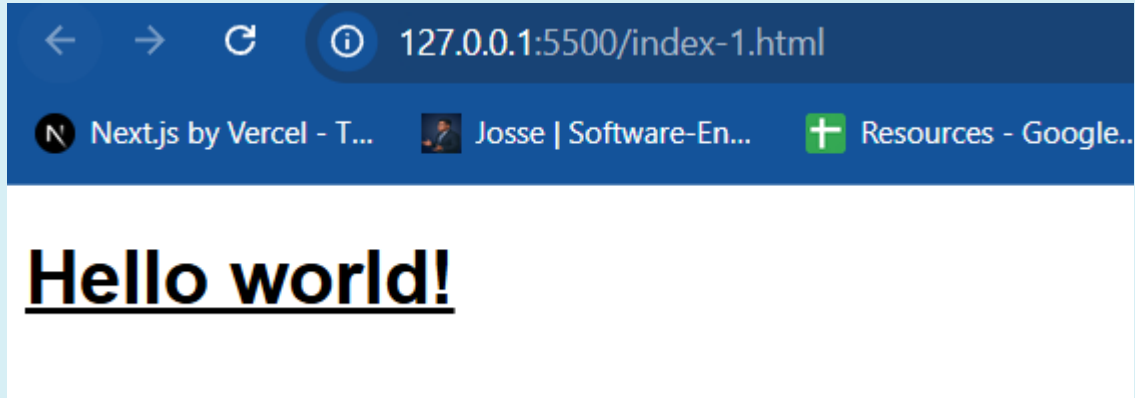 127.0.0.1:5500/index-1.html
N Next.js by Vercel - T... Josse | Software-En... Resources - Google..
Hello world!